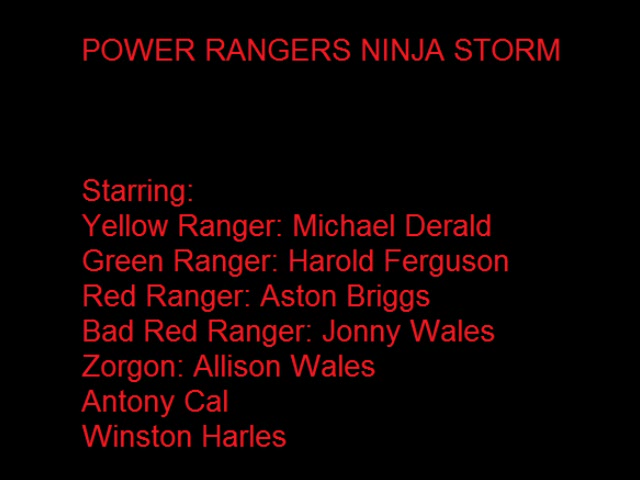 POWER RANGERS NINJA STORM
Starring:
Yellow Ranger: Michael Derald
Green Ranger: Harold Ferguson
Red Ranger: Aston Briggs
Bad Red Ranger: Jonny Wales
Zorgon: Allison Wales
Antony Cal
Winston Harles